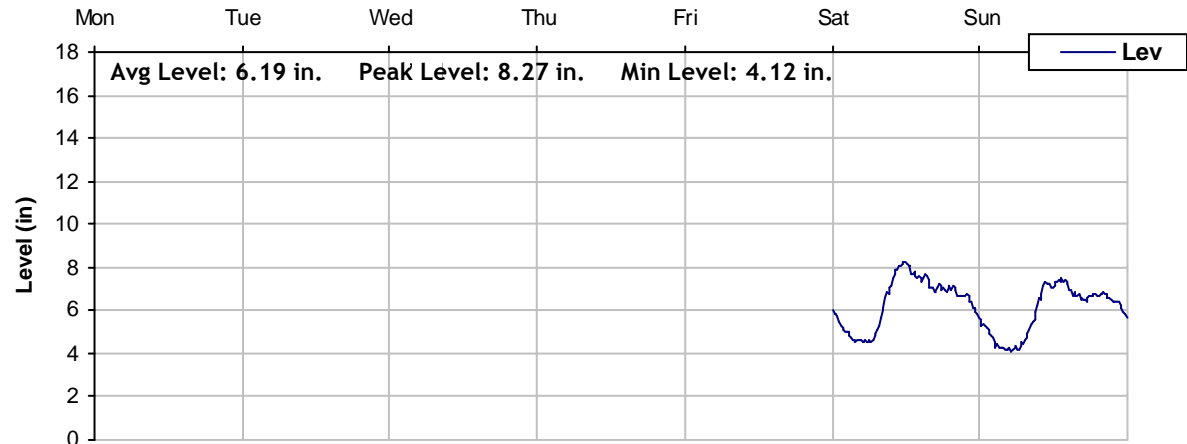 Mon Tue Wed Thu Fri Sat Sun
Lev
Avg Level: 6.19 in. Peak Level: 8.27 in. Min Level: 4.12 in.
Level (in)
18
16
14
12
10
8
6
4
2
0